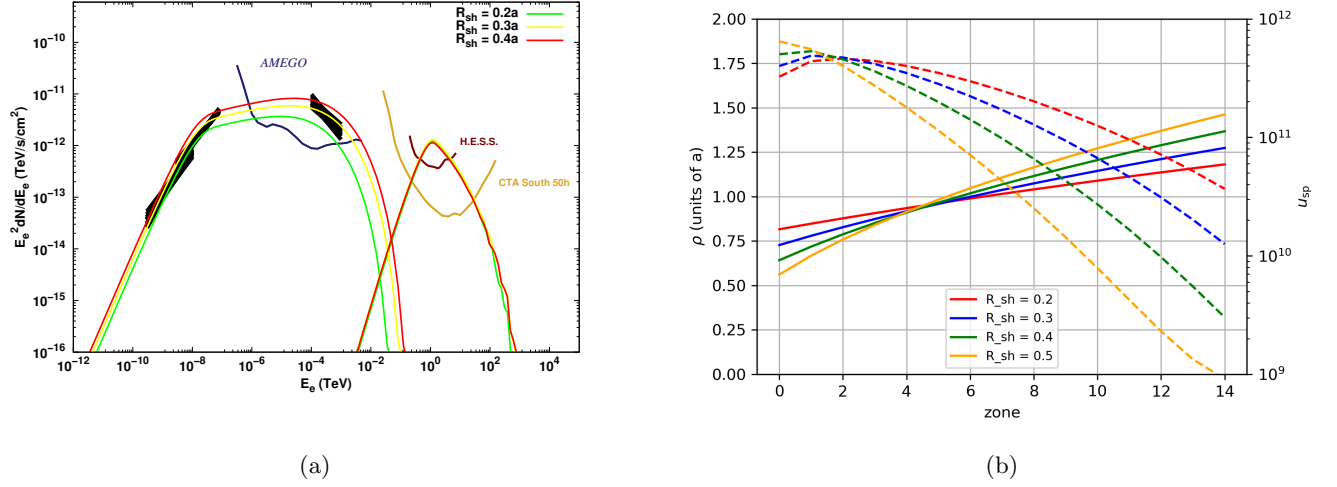 R_sh = 0.2a
R_sh = 0.3a
R_sh = 0.4a
AMEGO
H.E.S.S.
CTA South 50h
10^-10
10^-11
10^-12
10^-13
10^-14
10^-15
10^-16
E_e^2 dN/dE_e (TeV/s/cm^2)
10^-12 10^-10 10^-8 10^-6 10^-4 10^-2 10^0 10^2 10^4
E_e (TeV)
(a)
2.00
1.75
1.50
1.25
1.00
0.75
0.50
0.25
0.00
ρ (units of a)
0 2 4 6 8 10 12 14
zone
10^12
10^11
10^10
10^9
n_sp
R_sh = 0.2
R_sh = 0.3
R_sh = 0.4
R_sh = 0.5
(b)